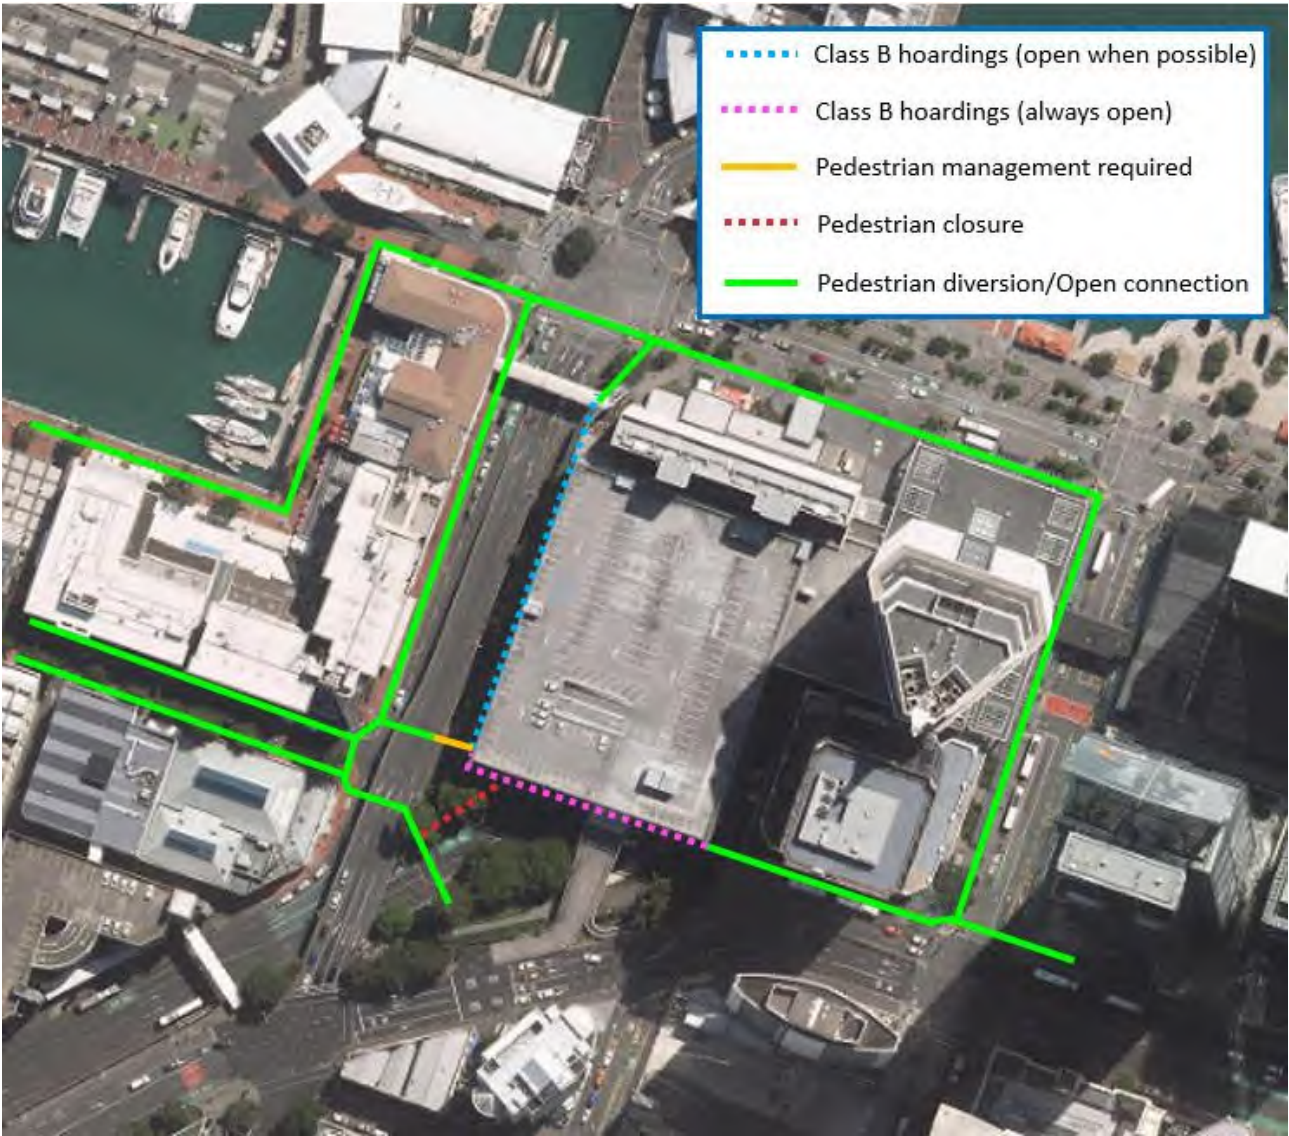 Class B hoardings (open when possible)
Class B hoardings (always open)
Pedestrian management required
Pedestrian closure
Pedestrian diversion/Open connection